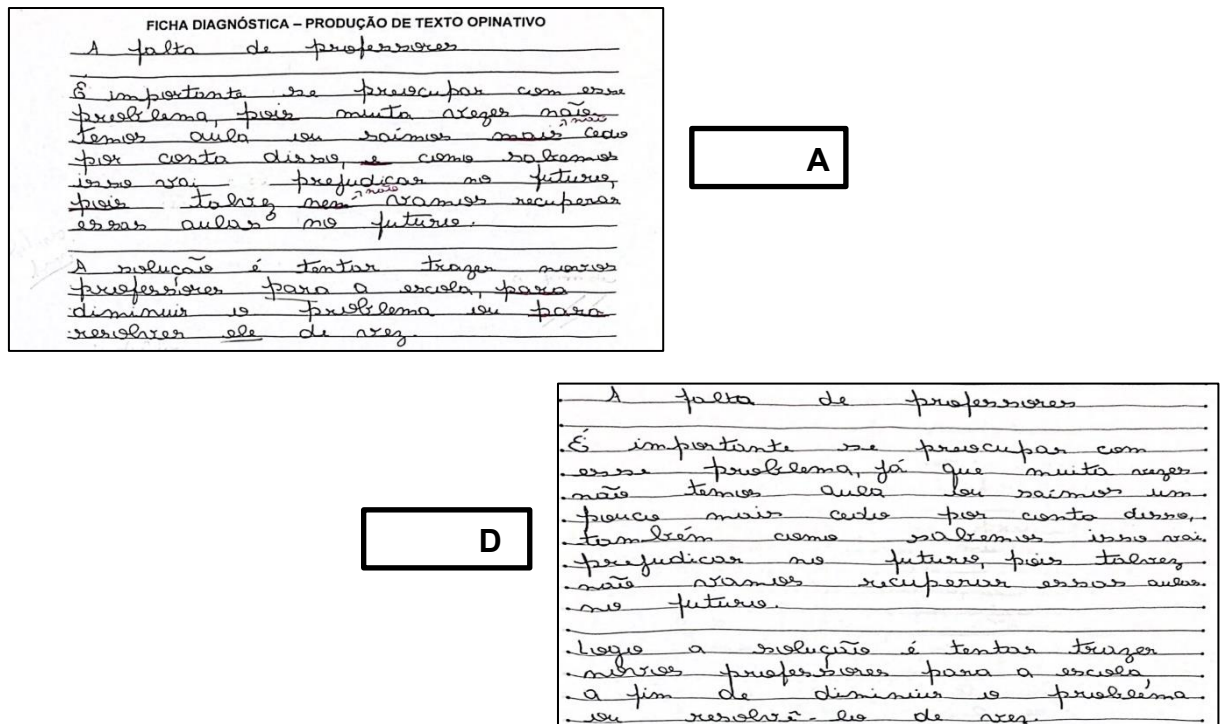 FICHA DIAGNÓSTICA – PRODUÇÃO DE TEXTO OPINATIVO
A falta de professores
É importante se preocupar com esse
problema, pois muita vezes não
temos aula ou saímos mais cedo
por conta disso, e como sabemos
isso vai prejudicar no futuro,
pois talvez nem vamos recuperar
essas aulas no futuro.
A solução é tentar trazer novos
professores para a escola, para
diminuir o problema ou para
resolver ele de vez.
A
A falta de professores
É importante se preocupar com
esse problema, já que muita vezes
não temos aula ou saímos um
pouco mais cedo por conta disso,
também como sabemos isso vai
prejudicar no futuro, pois talvez
não vamos recuperar essas aulas
no futuro.
Logo a solução é tentar trazer
novos professores para a escola,
a fim de diminuir o problema
ou resolvê-lo de vez.
D